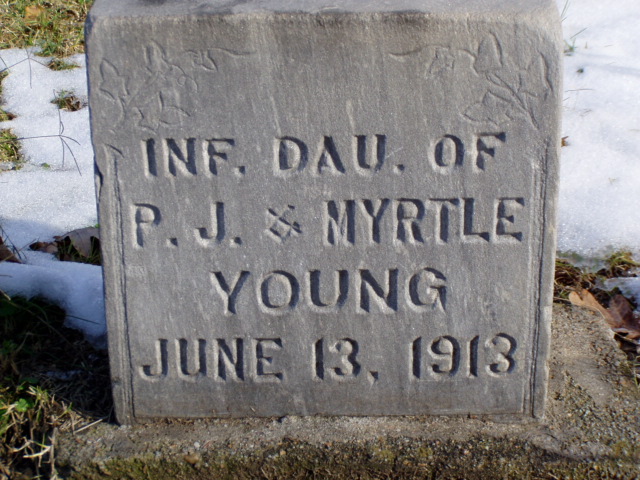 INF. DAU. OF
P. J. & MYRTLE
YOUNG
JUNE 13, 1913